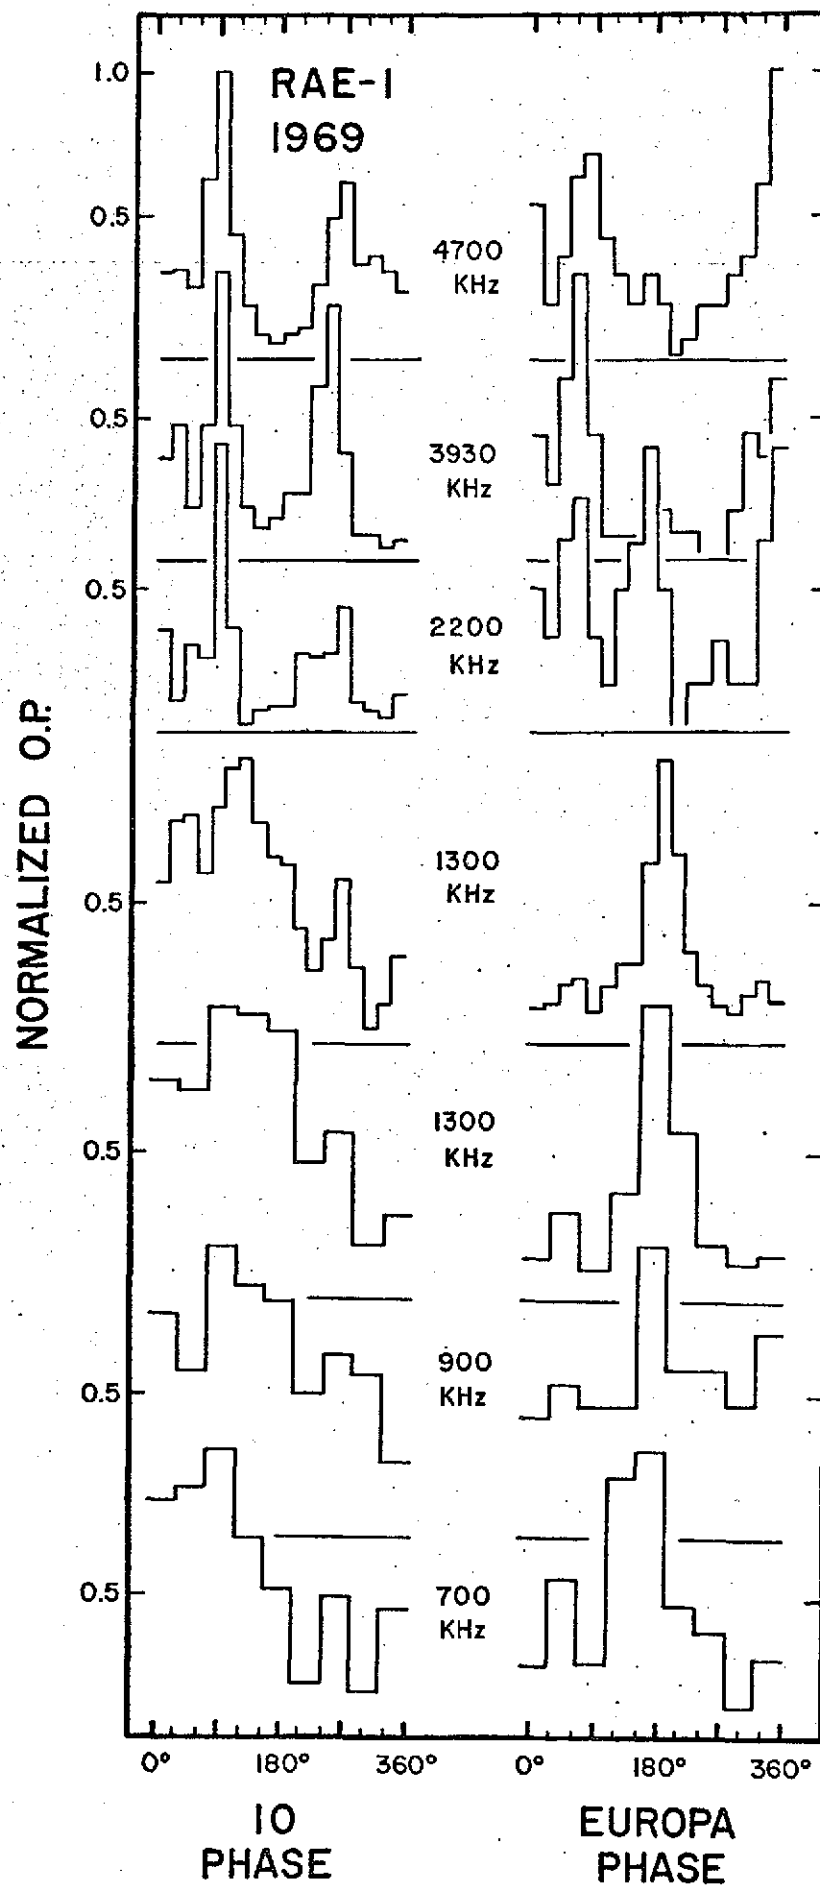 RAE-1
1969
1.0
0.5
4700
KHz
0.5
3930
KHz
0.5
2200
KHz
NORMALIZED O.P.
1300
KHz
0.5
1300
KHz
0.5
900
KHz
0.5
700
KHz
0.5
0° 180° 360° 0° 180° 360°
IO
PHASE
EUROPA
PHASE